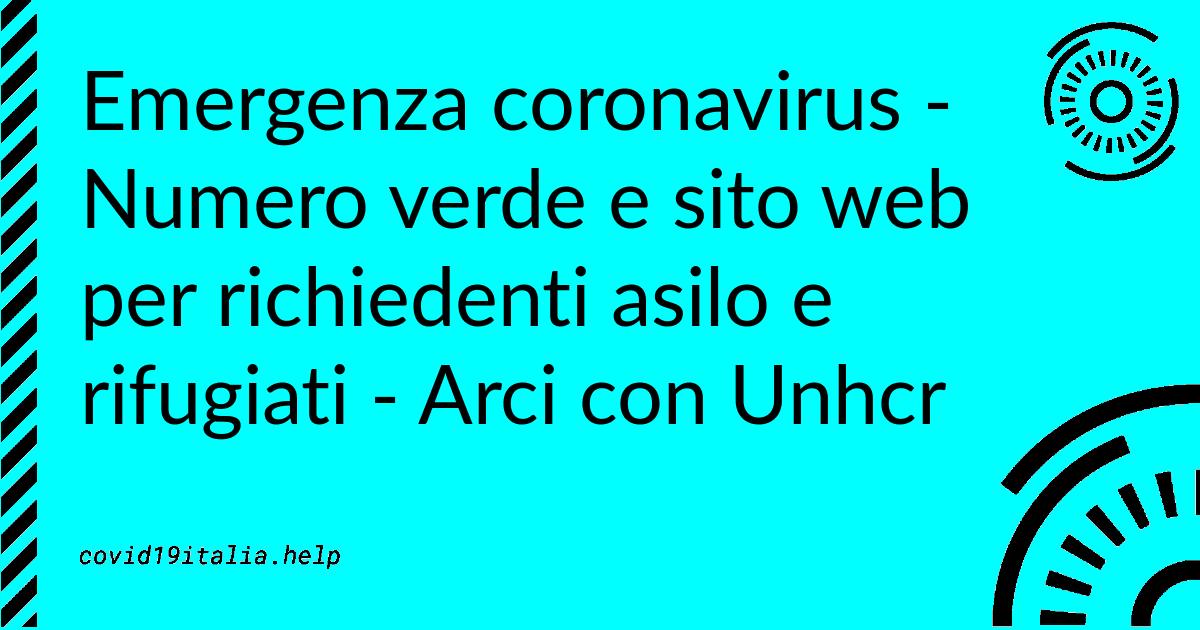 Emergenza coronavirus -
Numero verde e sito web
per richiedenti asilo e
rifugiati - Arci con Unhcr
covid19italia.help